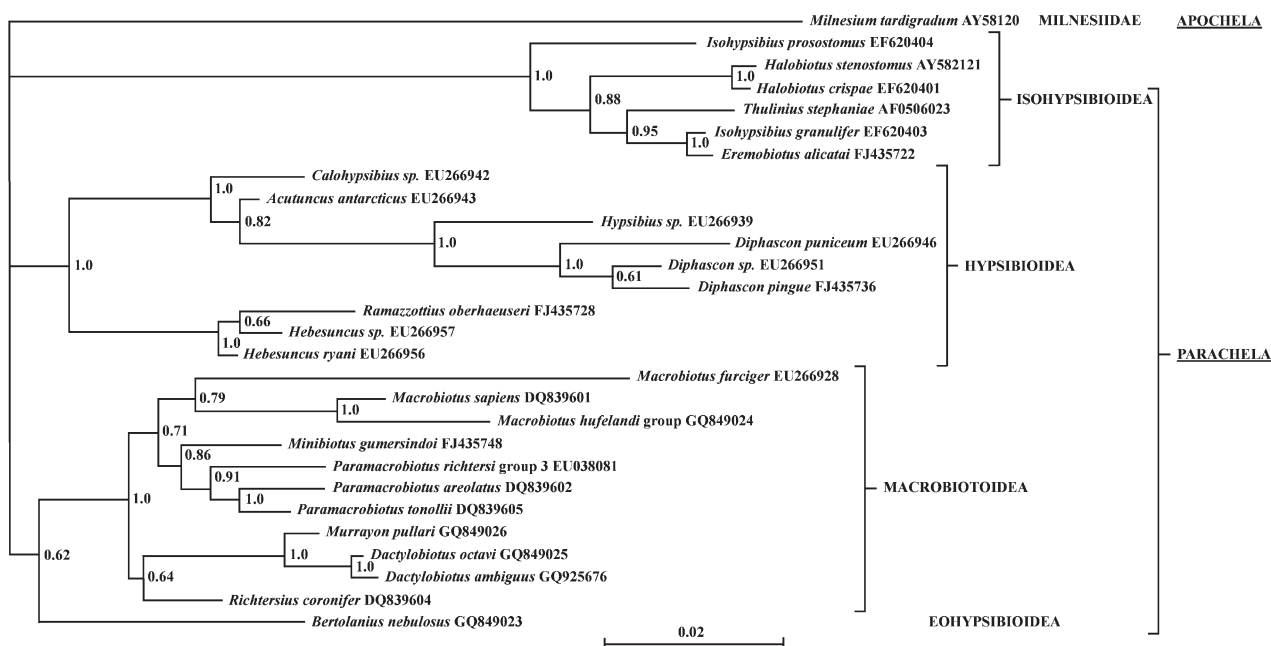 Milnesium tardigradum AY58120 MILNESIIDAE APOCHELA
Isohypsibius prosostomus EF620404
Halobiotus stenostomus AY582121
1.0
1.0
Halobiotus crispae EF620401
0.88
ISOHYPSIBIOIDEA
Thulinius stephaniae AF0506023
0.95
Isohypsibius granulifer EF620403
1.0
Eremobiotus alicatai FJ435722
Calohypsibius sp. EU266942
1.0
Acutuncus antarcticus EU266943
0.82
Hypsibius sp. EU266939
1.0
Diphascon puniceum EU266946
1.0
1.0
Diphascon sp. EU266951
HYPSIBIOIDEA
0.61
Diphascon pingue FJ435736
Ramazzottius oberhaeuseri FJ435728
0.66
Hebesuncus sp. EU266957
1.0
Hebesuncus ryani EU266956
PARACHELA
Macrobiotus furciger EU266928
0.79
Macrobiotus sapiens DQ839601
1.0
Macrobiotus hufelandi group GQ849024
0.71
Minibiotus gumersindoi FJ435748
0.86
Paramacrobiotus richtersi group 3 EU038081
0.91
Paramacrobiotus areolatus DQ839602
MACROBIOTOIDEA
1.0
1.0
Paramacrobiotus tonollii DQ839605
Murrayon pullari GQ849026
0.62
1.0
Dactylobiotus octavi GQ849025
1.0
Dactylobiotus ambiguus GQ925676
0.64
Richtersius coronifer DQ839604
Bertolanius nebulosus GQ849023 EOHYPSIBIOIDEA
0.02